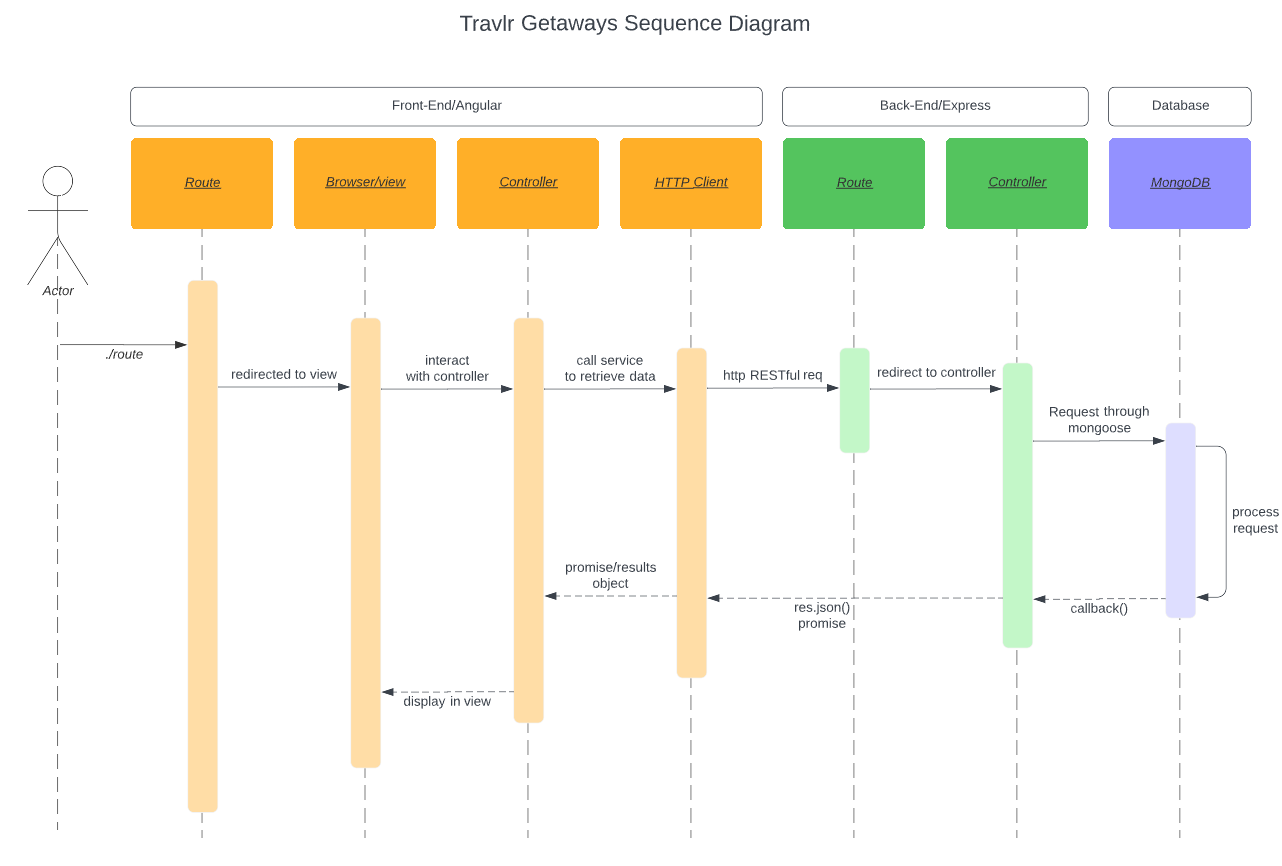 Travlr Getaways Sequence Diagram
Front-End/Angular
Back-End/Express
Database
Route
Browser/view
Controller
HTTP Client
Route
Controller
MongoDB
Actor
./route
redirected to view
interact
with controller
call service
to retrieve data
http RESTful req
redirect to controller
Request through
mongoose
process
request
callback()
res.json()
promise
promise/results
object
display in view